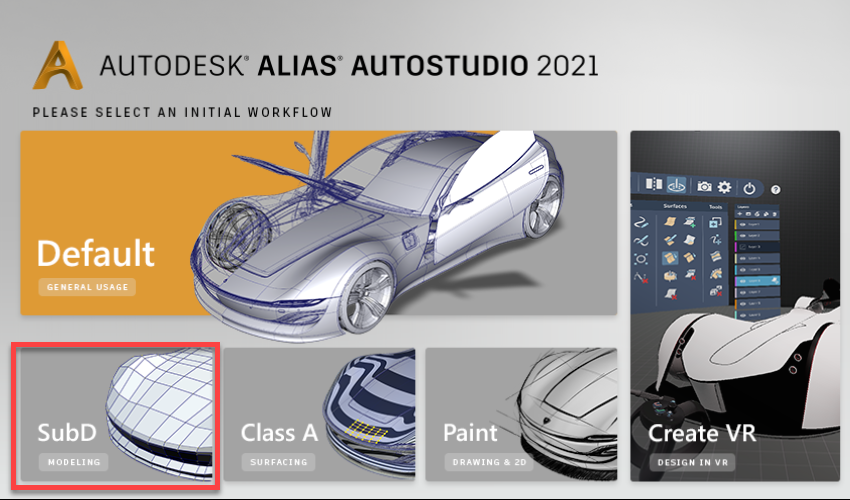 AUTODESK® ALIAS® AUTOSTUDIO 2021
PLEASE SELECT AN INITIAL WORKFLOW
Default
GENERAL USAGE
Surfaces
Tools
SubD
MODELING
Class A
SURFACING
Paint
DRAWING & 2D
Create VR
DESIGN IN VR